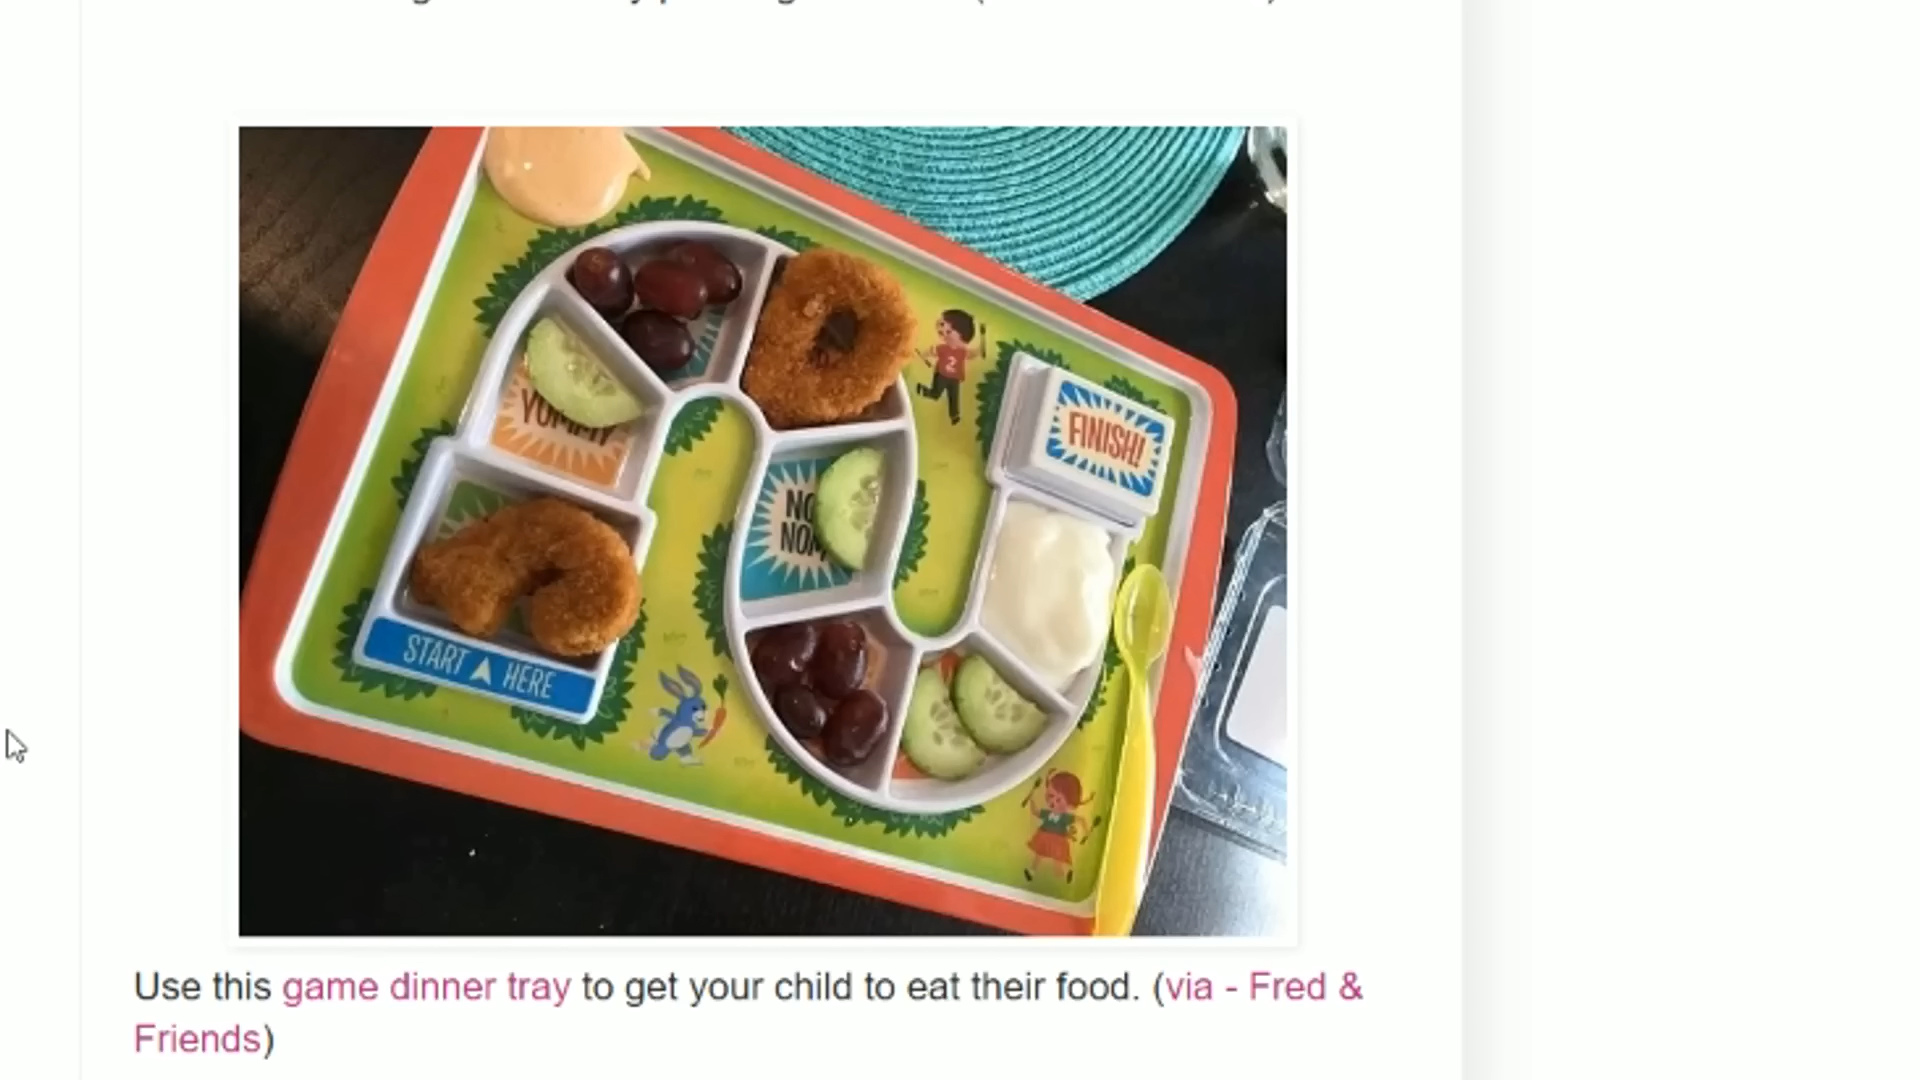 YUMMY
FINISH!
NOM
START HERE
2
Use this game dinner tray to get your child to eat their food. (via - Fred &
Friends)